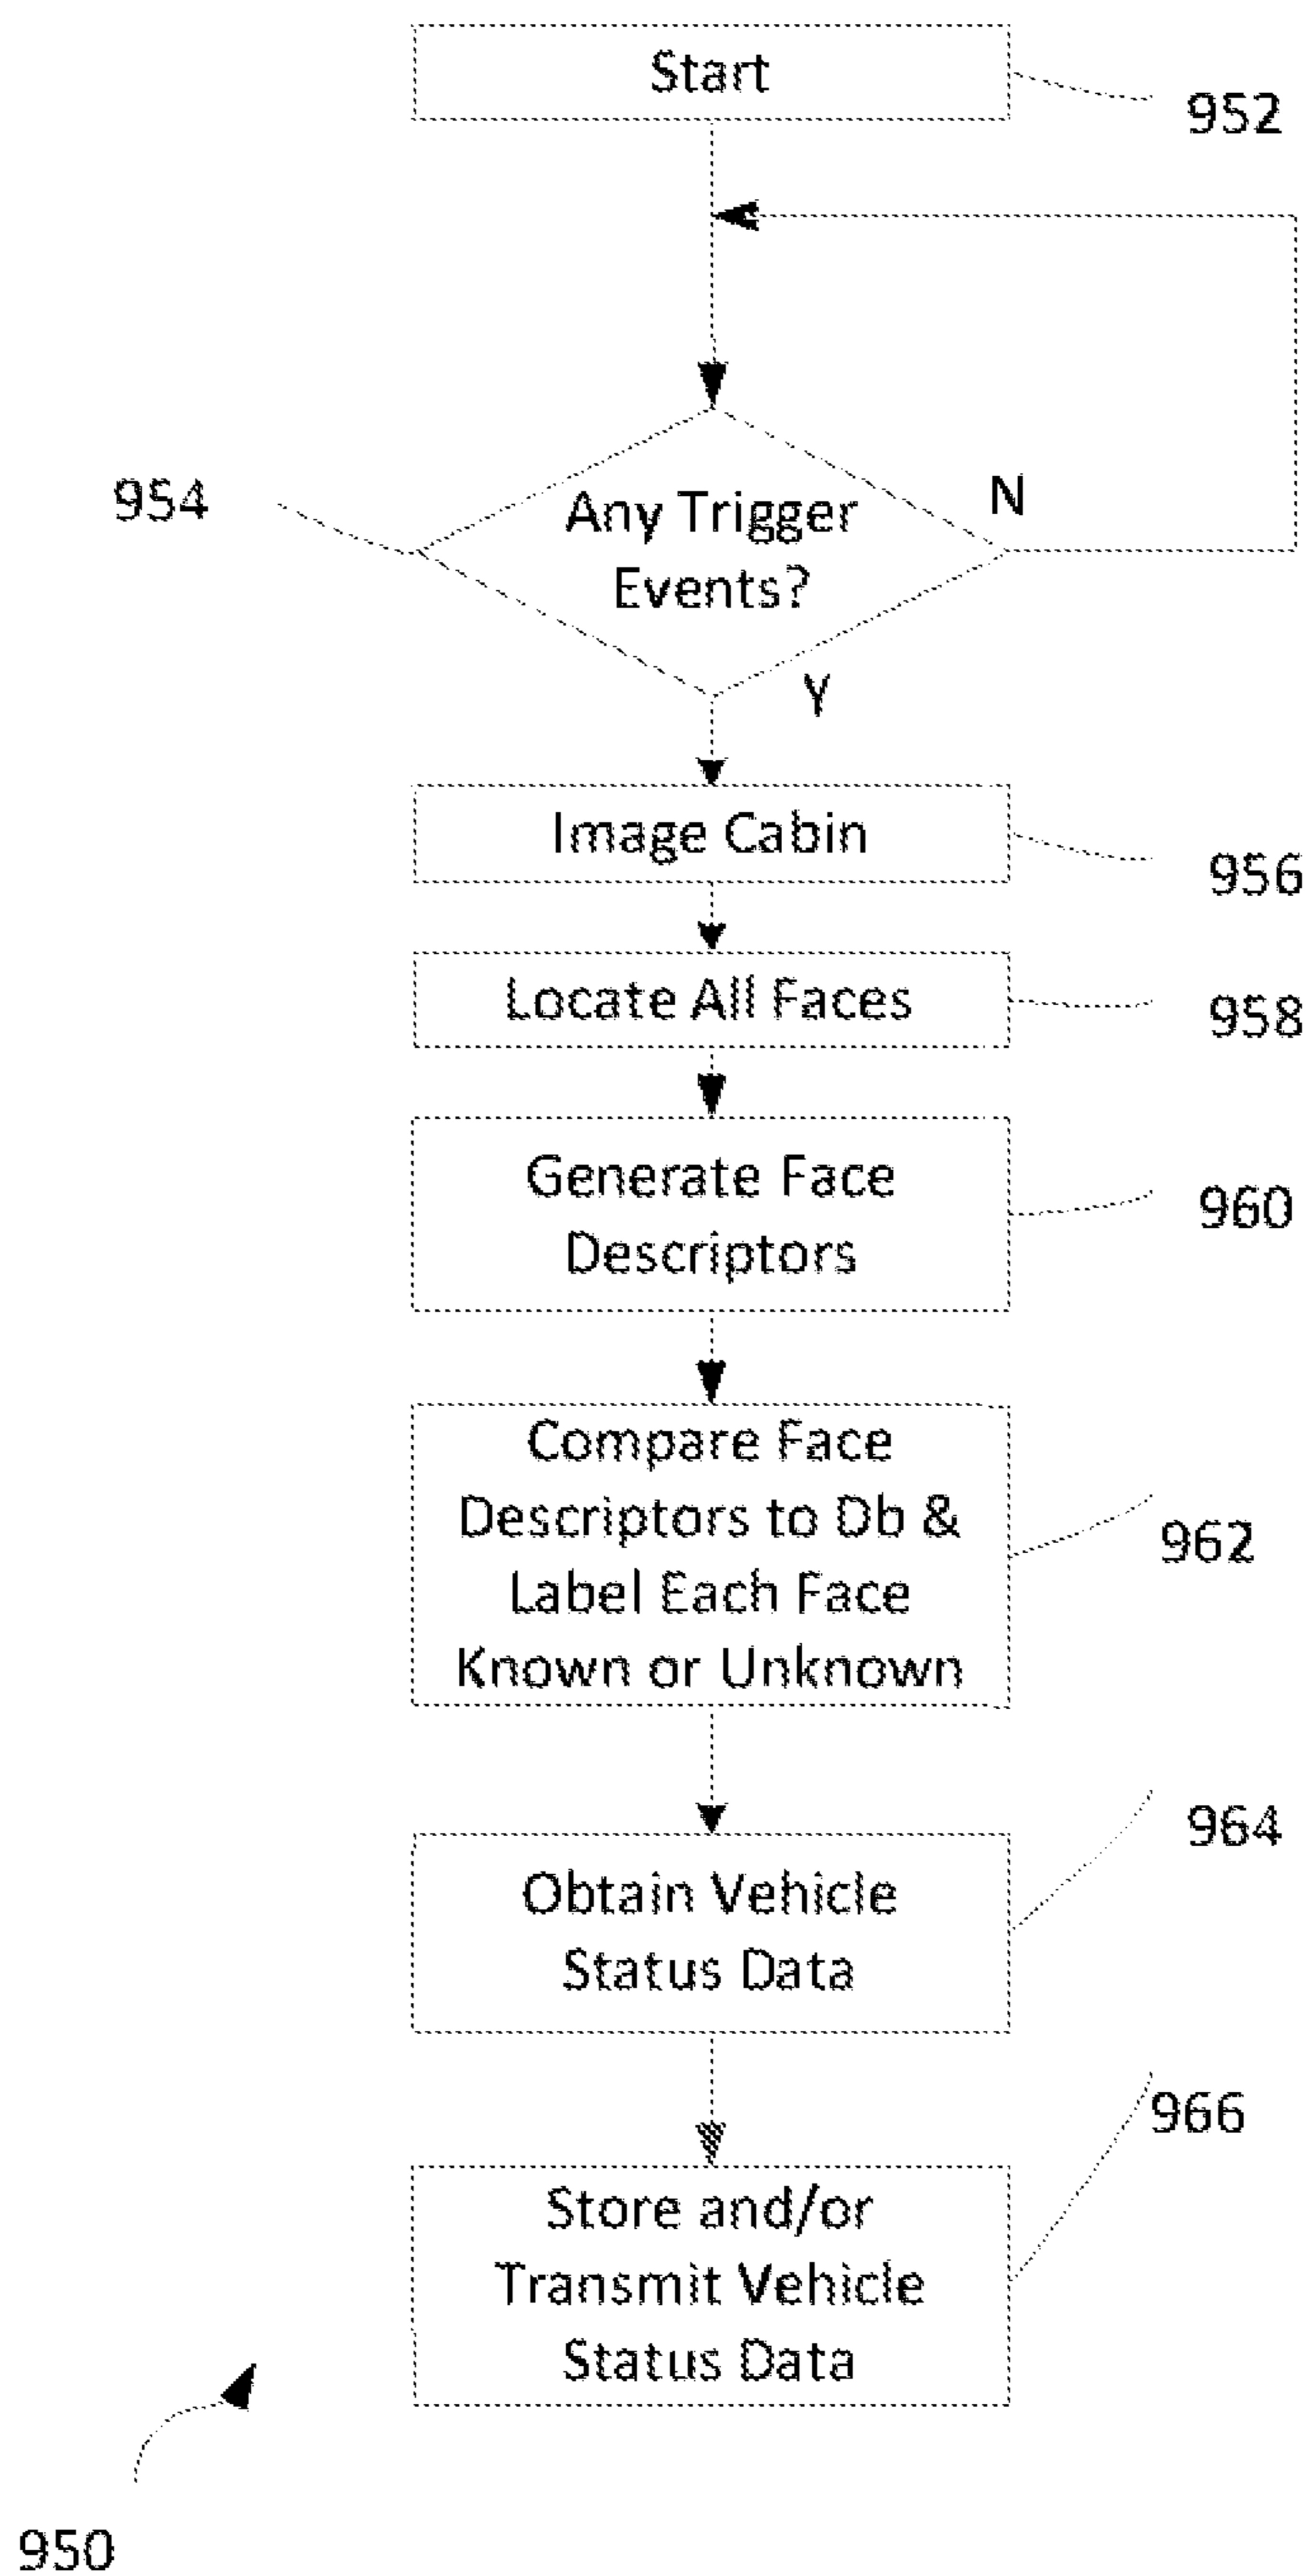 Start
952
954
Any Trigger
Events?
N
Y
Image Cabin
956
Locate All Faces
958
Generate Face
Descriptors
960
Compare Face
Descriptors to Db &
Label Each Face
Known or Unknown
962
Obtain Vehicle
Status Data
964
Store and/or
Transmit Vehicle
Status Data
966
950